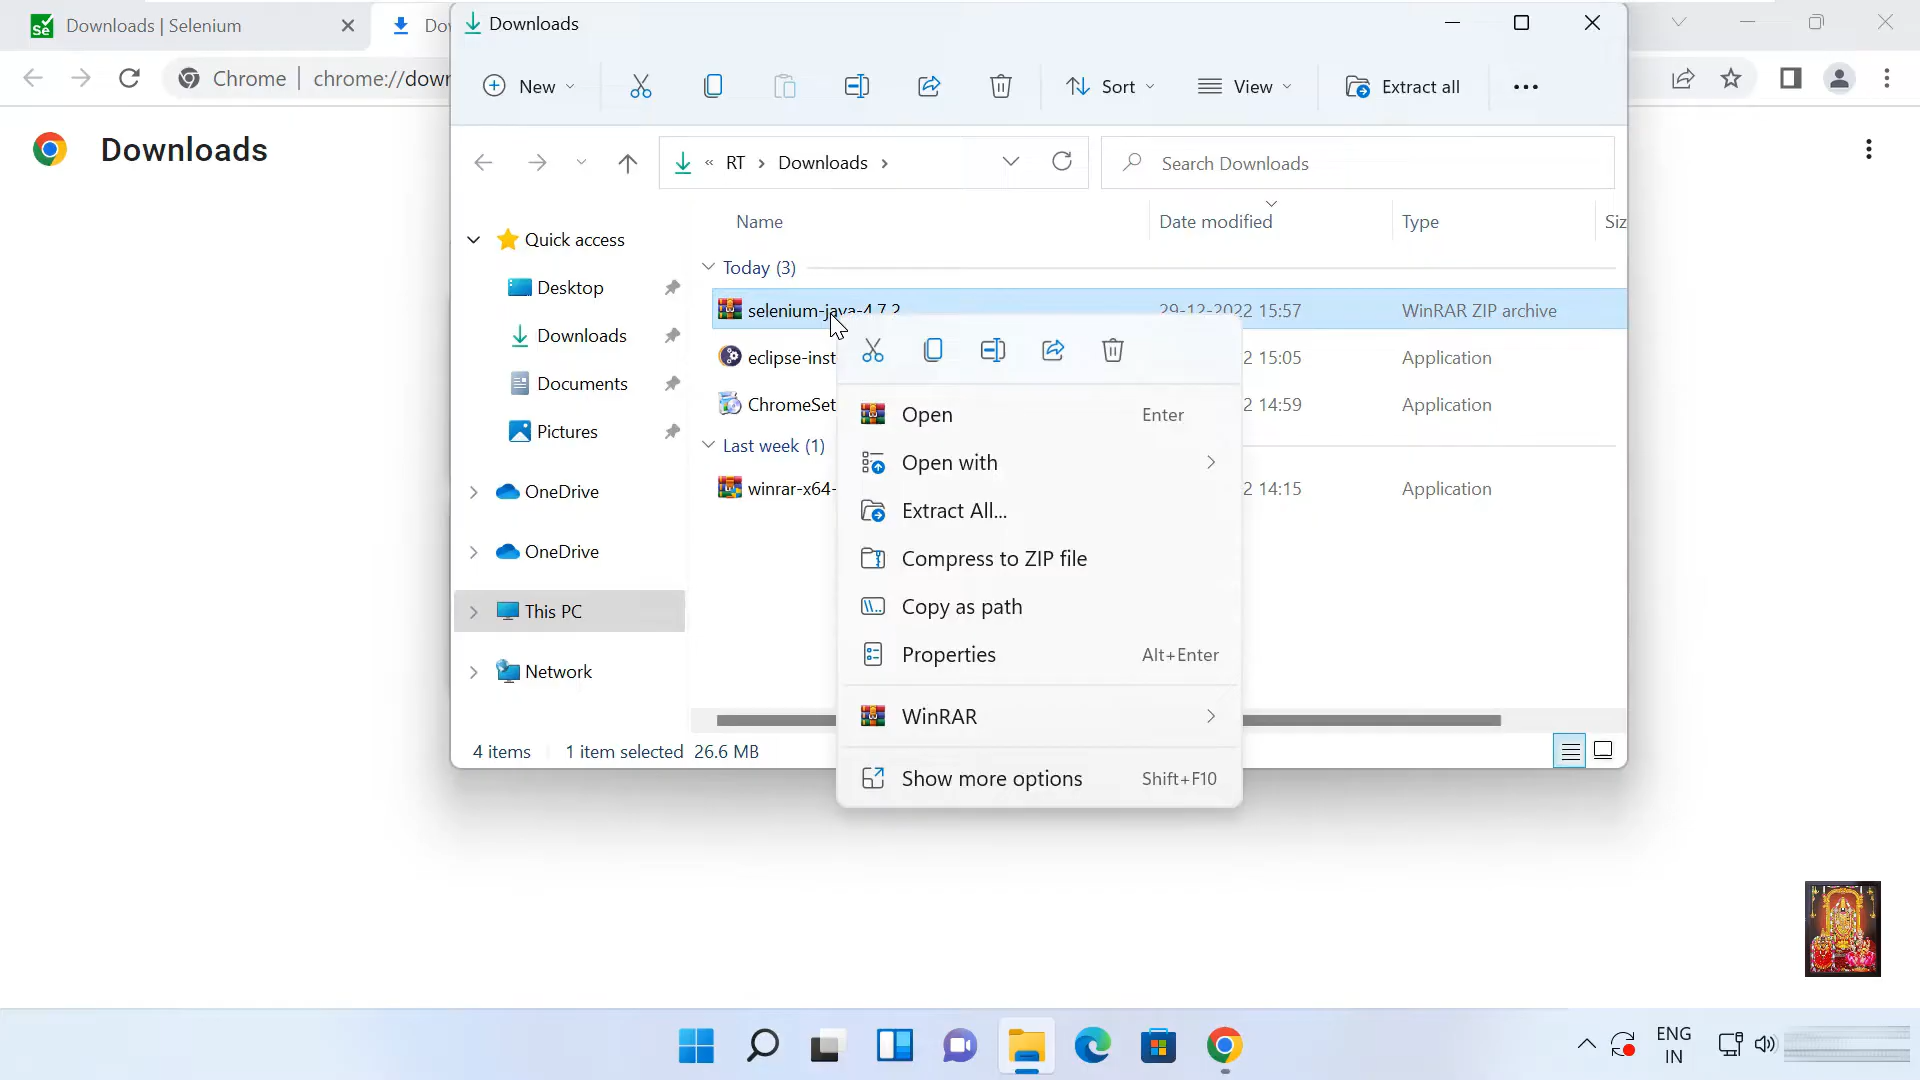 Downloads | Selenium
Dow
Chrome
chrome://dow
Downloads
Downloads
New
Sort
View
Extract all
« RT > Downloads >
Search Downloads
Name
Date modified
Type
Siz
Quick access
Desktop
Downloads
Documents
Pictures
OneDrive
OneDrive
This PC
Network
Today (3)
selenium-java-4.7.2
29-12-2022 15:57
WinRAR ZIP archive
eclipse-inst
2 15:05
Application
ChromeSet
2 14:59
Application
Last week (1)
winrar-x64-
2 14:15
Application
Open
Enter
Open with
Extract All...
Compress to ZIP file
Copy as path
Properties
Alt+Enter
WinRAR
Show more options
Shift+F10
4 items
1 item selected 26.6 MB
ENG
IN